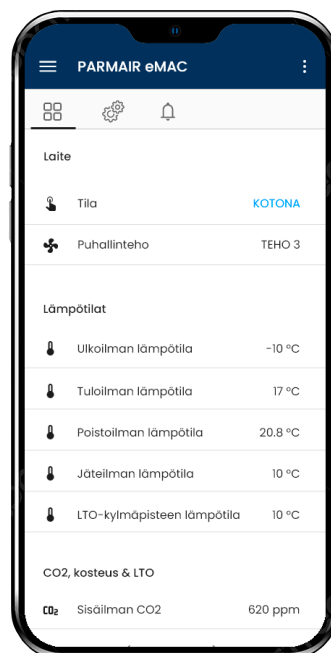 PARMAIR eMAC
Laite
Tila KOTONA
Puhallinteho TEHO 3
Lämpötilat
Ulkoilman lämpötila -10 °C
Tuloilman lämpötila 17 °C
Poistoilman lämpötila 20.8 °C
Jäteilman lämpötila 10 °C
LTO-kylmäpisteen lämpötila 10 °C
CO2, kosteus & LTO
CO₂ Sisäilman CO2 620 ppm